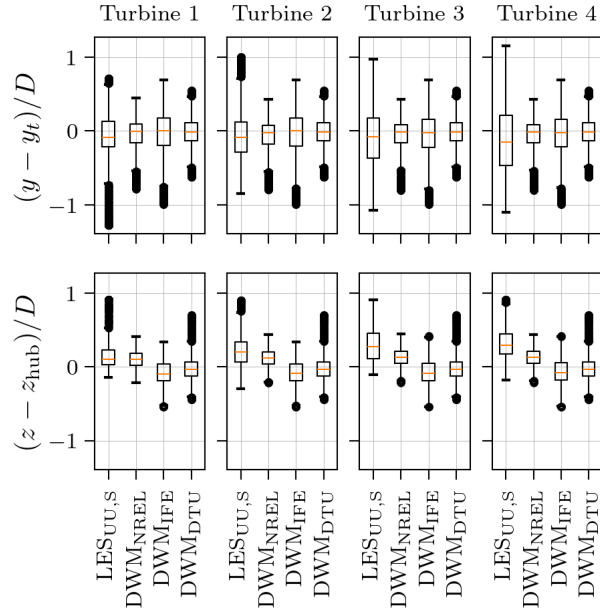 Turbine 1 Turbine 2 Turbine 3 Turbine 4
(y − y_t)/D
1
0
−1
(z − z_hub)/D
1
0
−1
LES_UU,S DWM_NREL DWM_IFE DWM_DTU LES_UU,S DWM_NREL DWM_IFE DWM_DTU LES_UU,S DWM_NREL DWM_IFE DWM_DTU LES_UU,S DWM_NREL DWM_IFE DWM_DTU